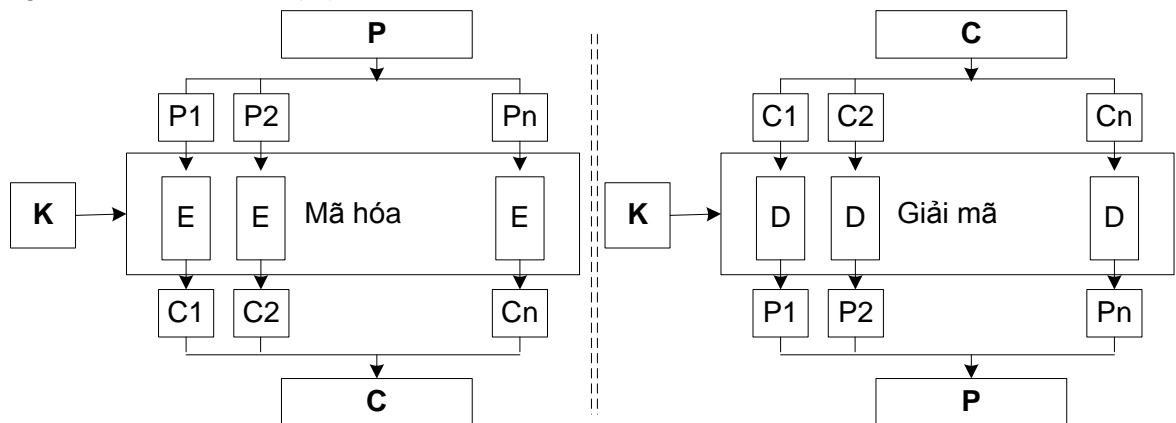 P
C
P1 P2 Pn
C1 C2 Cn
K E E Mã hóa E
K D D Giải mã D
C1 C2 Cn
P1 P2 Pn
C
P